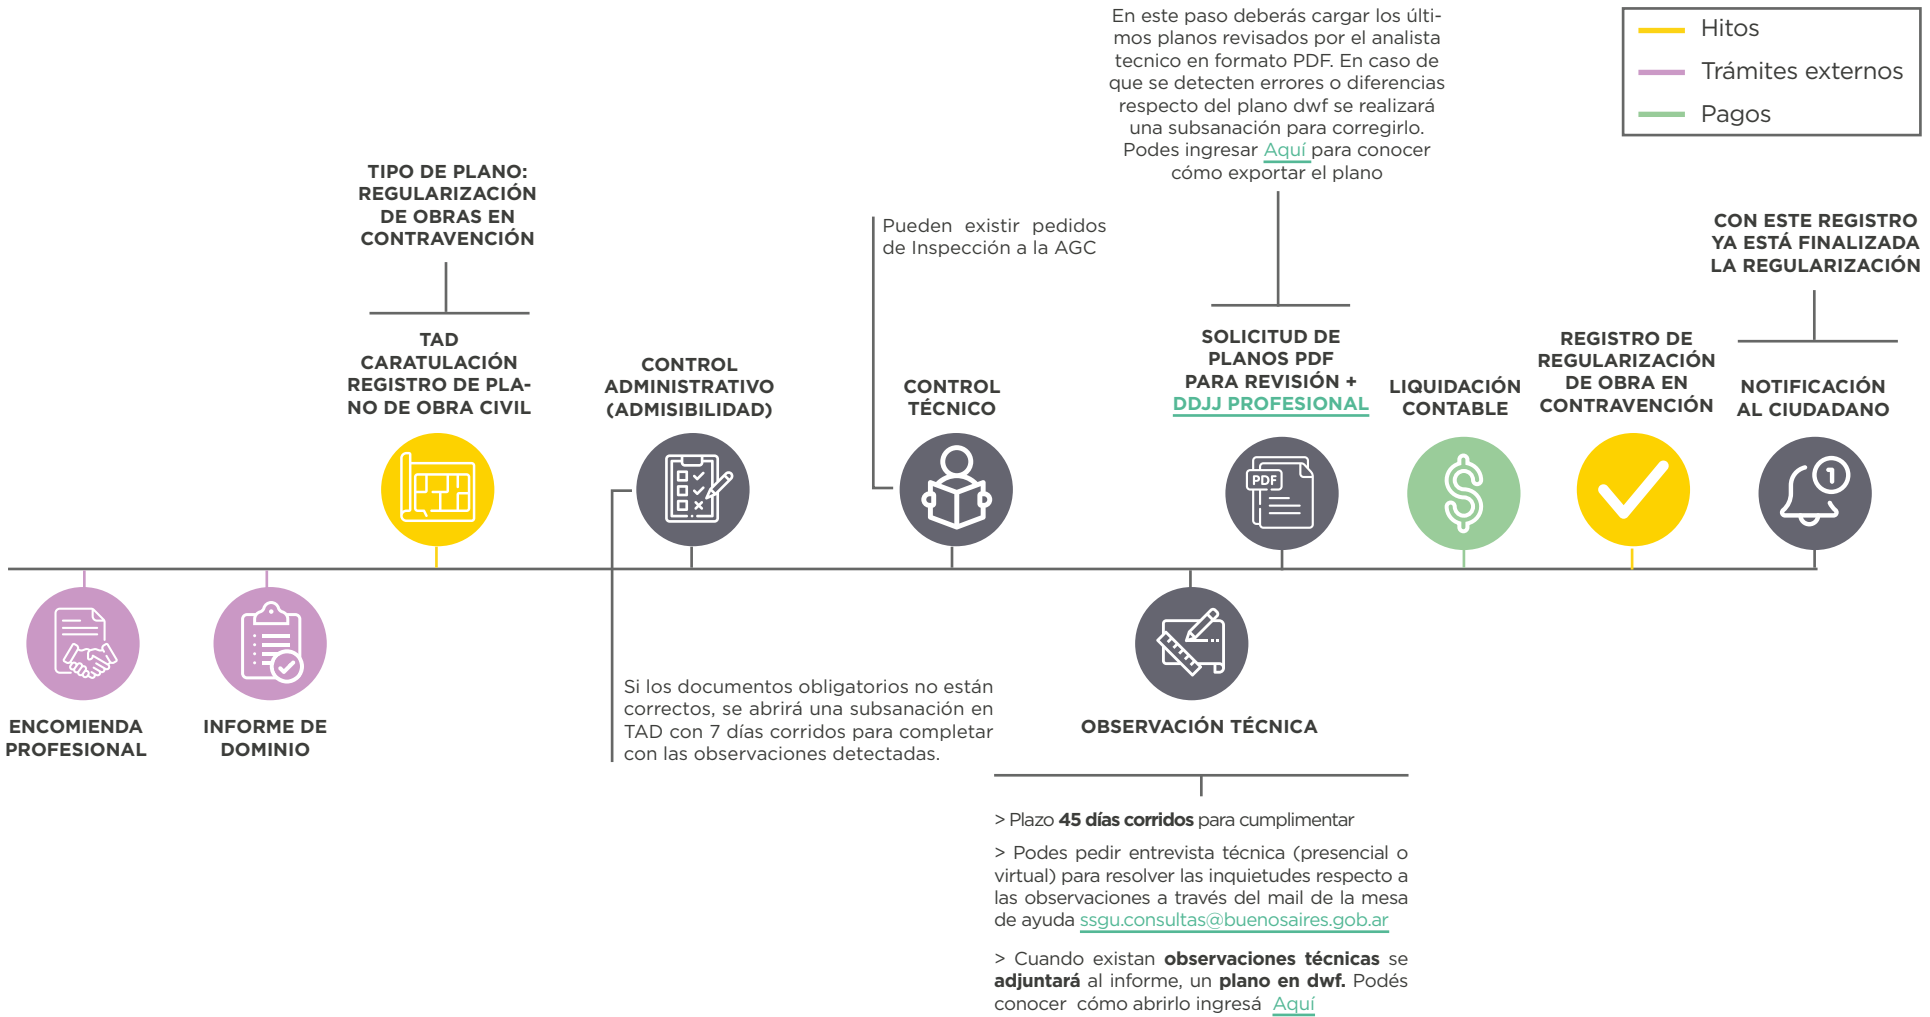 En este paso deberás cargar los últi-
mos planos revisados por el analista
tecnico en formato PDF. En caso de
que se detecten errores o diferencias
respecto del plano dwf se realizará
una subsanación para corregirlo.
Podes ingresar Aquí para conocer
cómo exportar el plano
Hitos
Trámites externos
Pagos
TIPO DE PLANO:
REGULARIZACIÓN
DE OBRAS EN
CONTRAVENCIÓN
Pueden existir pedidos
de Inspección a la AGC
CON ESTE REGISTRO
YA ESTÁ FINALIZADA
LA REGULARIZACIÓN
TAD
CARATULACIÓN
REGISTRO DE PLA-
NO DE OBRA CIVIL
CONTROL
ADMINISTRATIVO
(ADMISIBILIDAD)
CONTROL
TÉCNICO
SOLICITUD DE
PLANOS PDF
PARA REVISIÓN +
DDJJ PROFESIONAL
LIQUIDACIÓN
CONTABLE
REGISTRO DE
REGULARIZACIÓN
DE OBRA EN
CONTRAVENCIÓN
NOTIFICACIÓN
AL CIUDADANO
PDF
$
1
ENCOMIENDA
PROFESIONAL
INFORME DE
DOMINIO
Si los documentos obligatorios no están
correctos, se abrirá una subsanación en
TAD con 7 días corridos para completar
con las observaciones detectadas.
OBSERVACIÓN TÉCNICA
> Plazo 45 días corridos para cumplimentar
> Podes pedir entrevista técnica (presencial o
virtual) para resolver las inquietudes respecto a
las observaciones a través del mail de la mesa
de ayuda ssgu.consultas@buenosaires.gob.ar
> Cuando existan observaciones técnicas se
adjuntará al informe, un plano en dwf. Podés
conocer cómo abrirlo ingresá Aquí